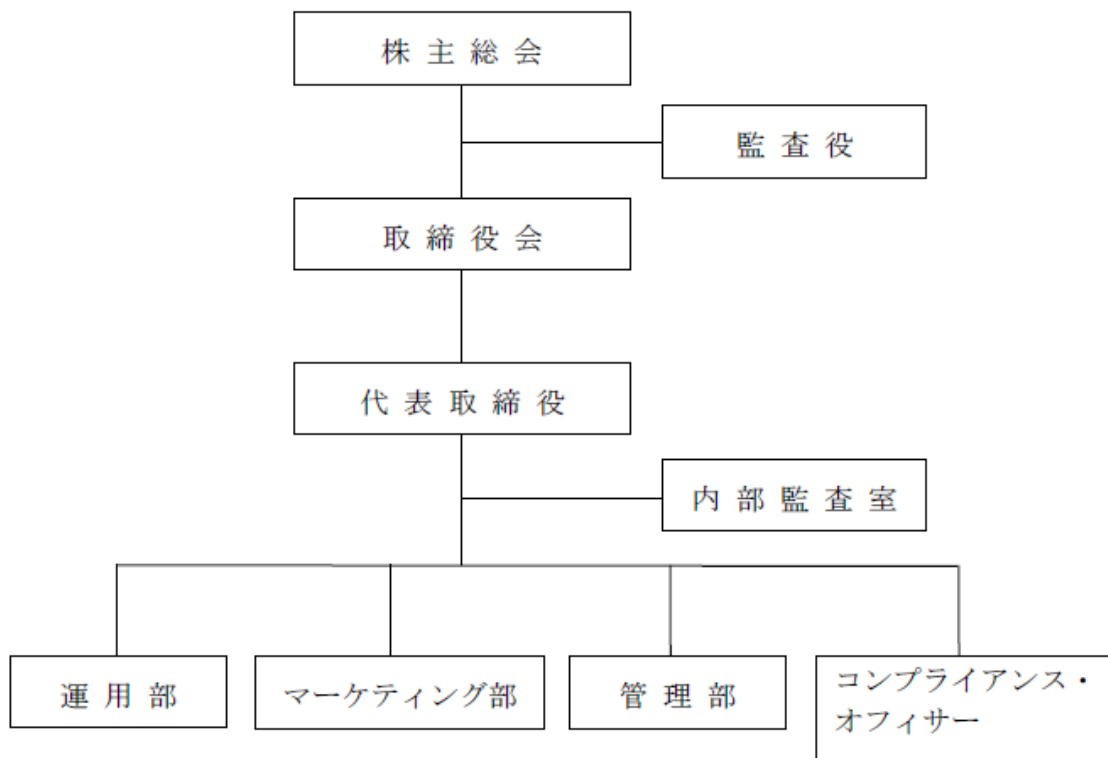 株主総会
監査役
取締役会
代表取締役
内部監査室
運用部
マーケティング部
管理部
コンプライアンス・
オフィサー